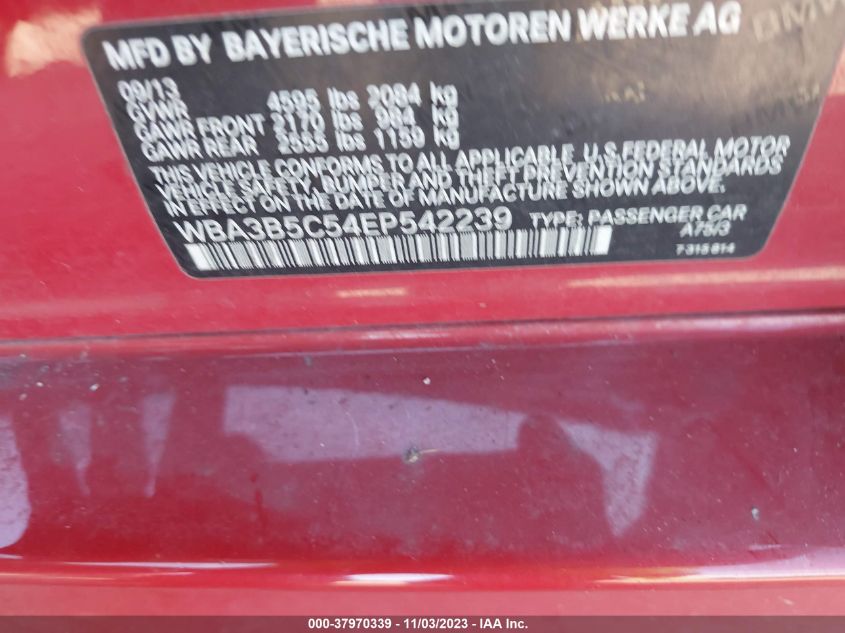 MFD BY BAYERISCHE MOTOREN WERKE AG
09/13
GVWR 4595 lbs 2084 kg
GAWR FRONT 2170 lbs 984 kg
GAWR REAR 2555 lbs 1159 kg
THIS VEHICLE CONFORMS TO ALL APPLICABLE U.S.FEDERAL MOTOR
VEHICLE SAFETY, BUMPER, AND THEFT PREVENTION STANDARDS
IN EFFECT ON THE DATE OF MANUFACTURE SHOWN ABOVE.
WBA3B5C54EP542239 TYPE: PASSENGER CAR
A75/3
7 315 614
000-37970339 - 11/03/2023 - IAA Inc.